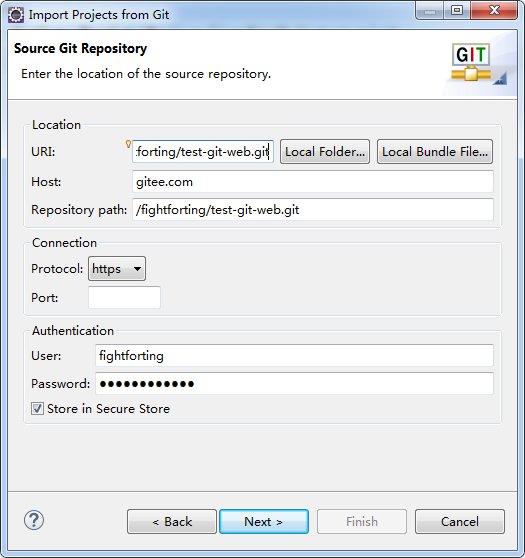 Import Projects from Git
Source Git Repository
Enter the location of the source repository.
GIT
Location
URI: :forting/test-git-web.git Local Folder... Local Bundle File...
Host: gitee.com
Repository path: /fightforting/test-git-web.git
Connection
Protocol: https
Port:
Authentication
User: fightforting
Password: ●●●●●●●●●●●●
Store in Secure Store
? < Back Next > Finish Cancel